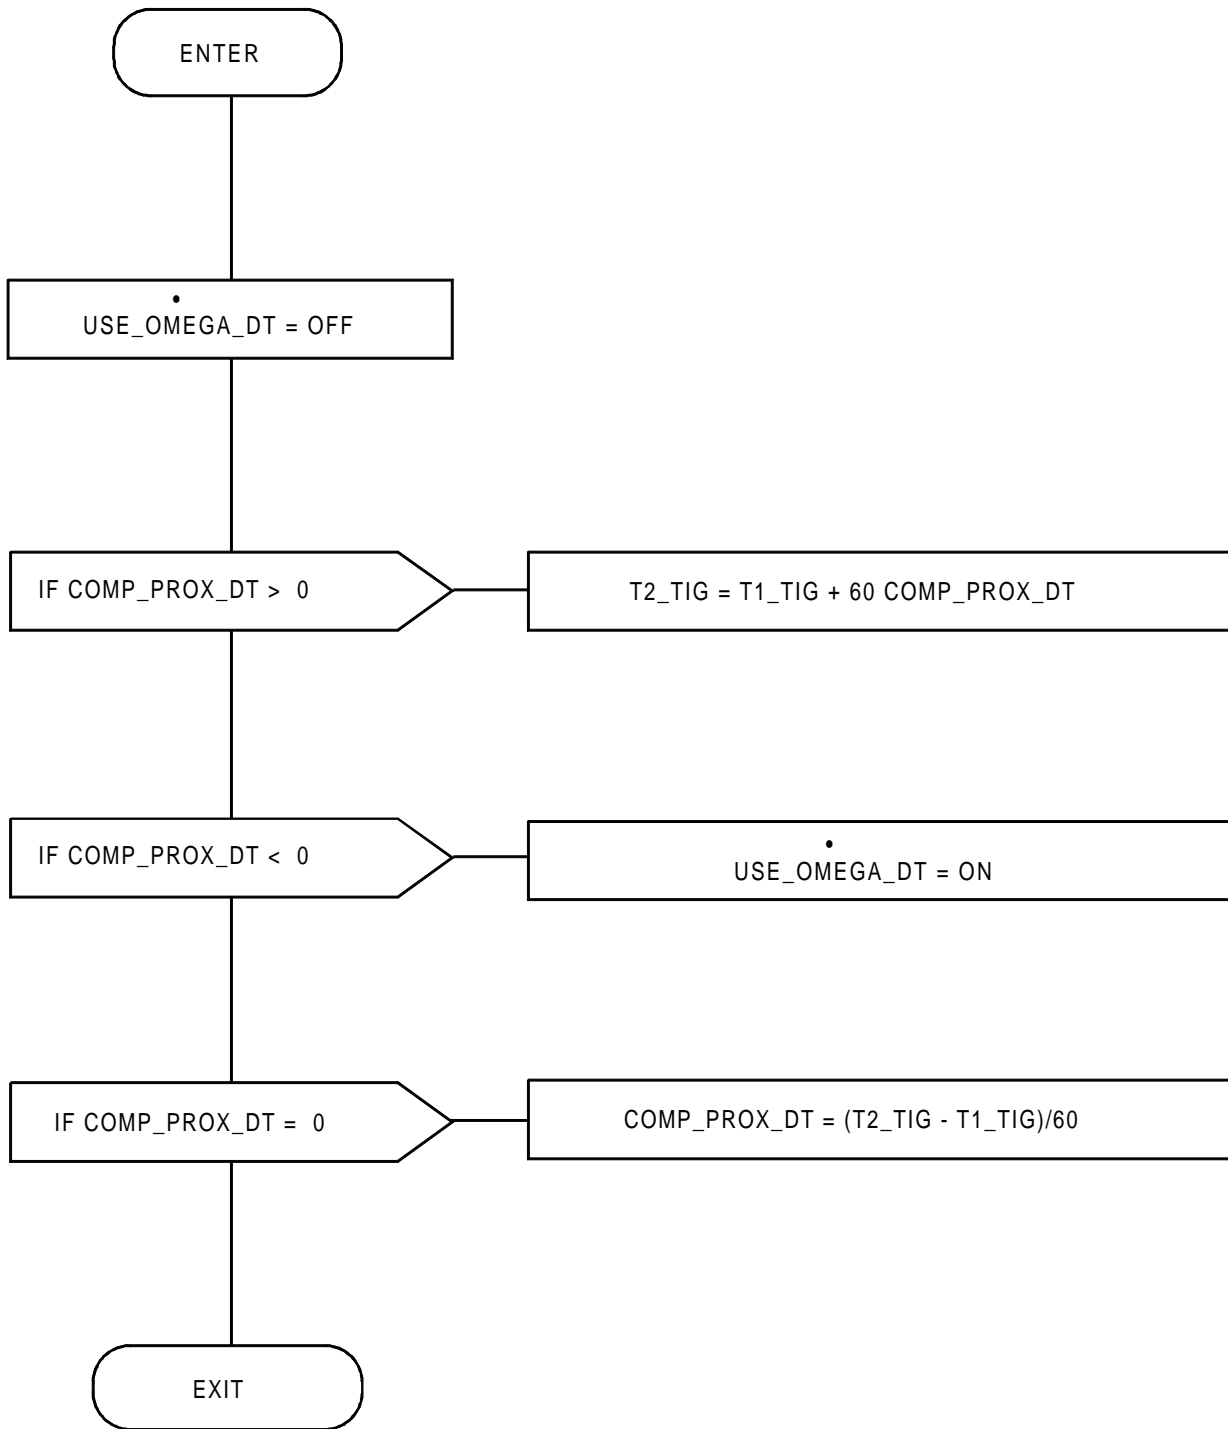 ENTER
•
USE_OMEGA_DT = OFF
IF COMP_PROX_DT > 0
T2_TIG = T1_TIG + 60 COMP_PROX_DT
IF COMP_PROX_DT < 0
•
USE_OMEGA_DT = ON
IF COMP_PROX_DT = 0
COMP_PROX_DT = (T2_TIG - T1_TIG)/60
EXIT